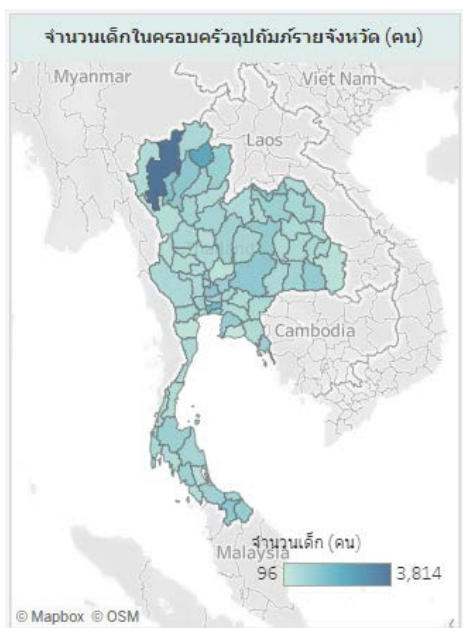 จำนวนเด็กในครอบครัวอุปถัมภ์รายจังหวัด (คน)
Myanmar
Viet Nam
Laos
Thailand
Cambodia
จำนวนเด็ก (คน)
Malaysia
96
3,814
© Mapbox © OSM